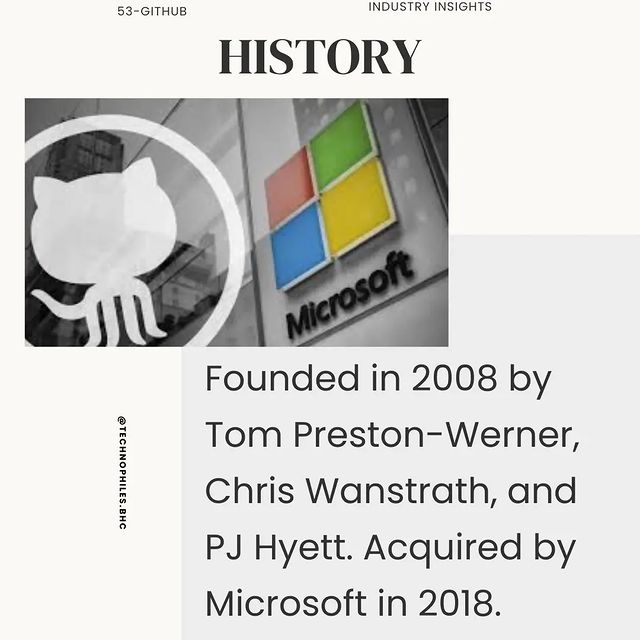 53-GITHUB
INDUSTRY INSIGHTS
HISTORY
Microsoft
Founded in 2008 by
Tom Preston-Werner,
Chris Wanstrath, and
PJ Hyett. Acquired by
Microsoft in 2018.
@TECHNOPHILES.BHC